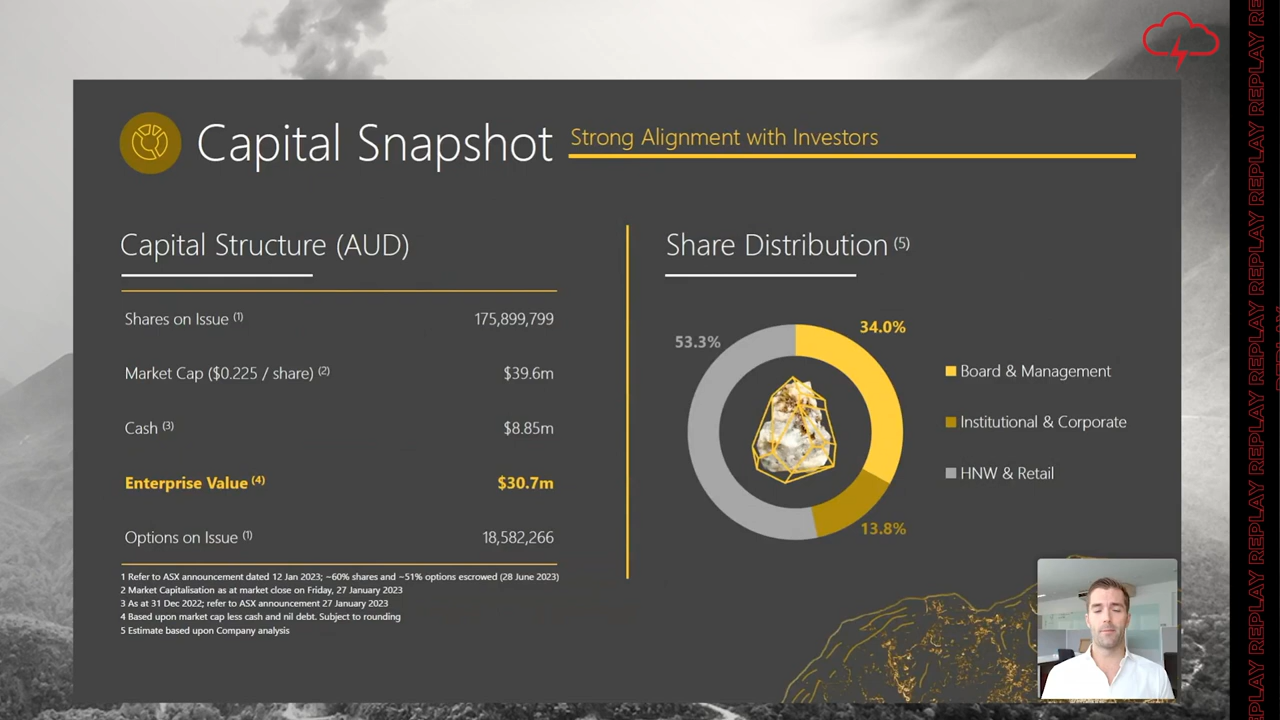 Capital Snapshot Strong Alignment with Investors
Capital Structure (AUD)
Shares on Issue (1) 175,899,799
Market Cap ($0.225 / share) (2) $39.6m
Cash (3) $8.85m
Enterprise Value (4) $30.7m
Options on Issue (1) 18,582,266
1 Refer to ASX announcement dated 12 Jan 2023; ~60% shares and ~51% options escrowed (28 June 2023)
2 Market Capitalisation as at market close on Friday, 27 January 2023
3 As at 31 Dec 2022; refer to ASX announcement 27 January 2023
4 Based upon market cap less cash and nil debt. Subject to rounding
5 Estimate based upon Company analysis
Share Distribution (5)
34.0%
53.3%
13.8%
Board & Management
Institutional & Corporate
HNW & Retail
REPLAY REPLAY REPLAY REPLAY REPLAY REPLAY REPLAY REPLAY